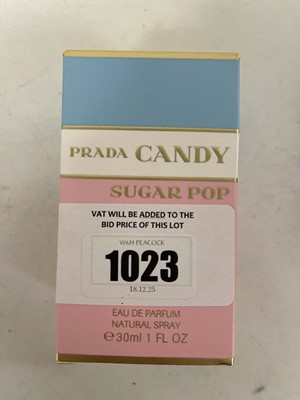 PRADA CANDY
SUGAR POP
VAT WILL BE ADDED TO THE
BID PRICE OF THIS LOT
W&H PEACOCK
1023
18.12.25
EAU DE PARFUM
NATURAL SPRAY
℮30ml 1 FL OZ